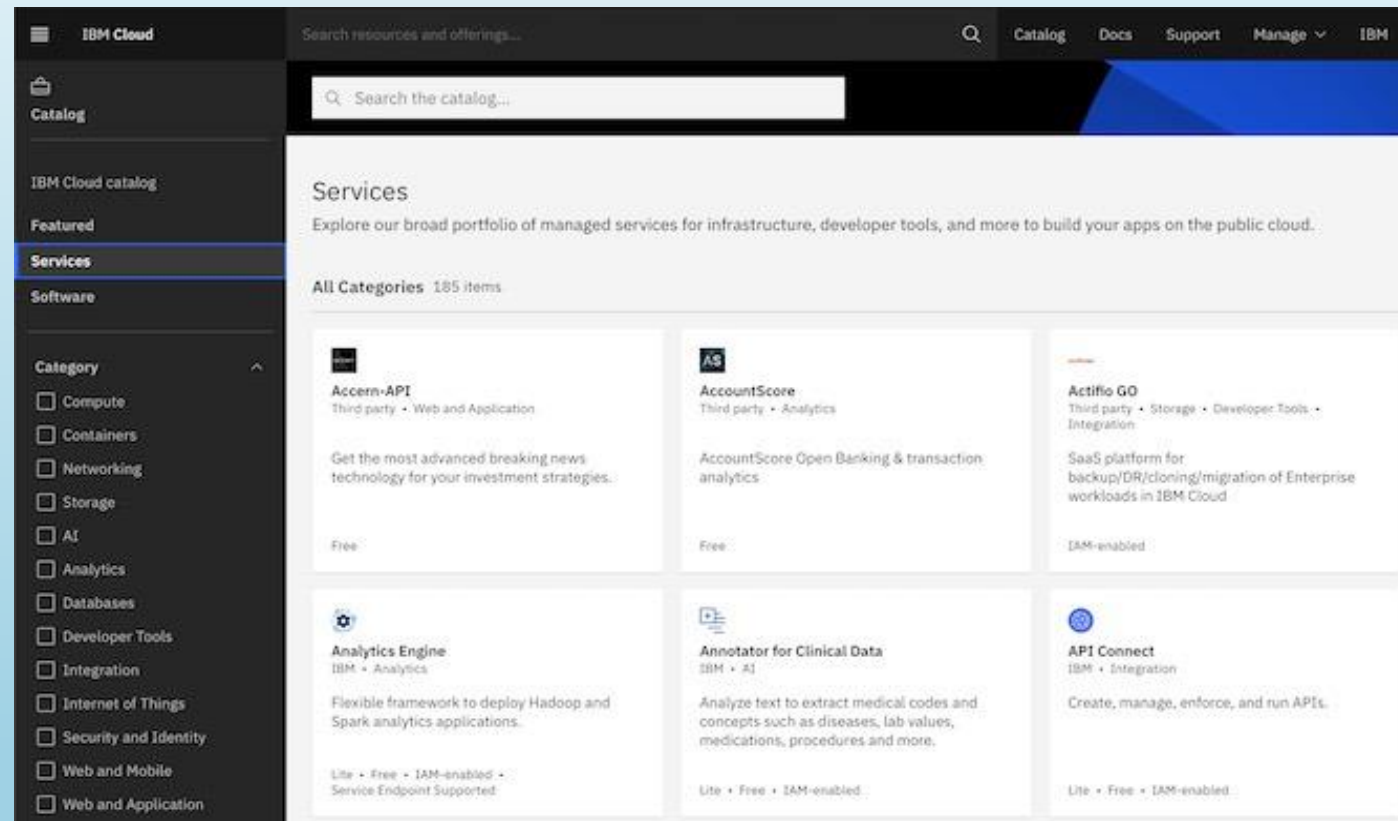 IBM Cloud
Search resources and offerings...
Catalog
Docs
Support
Manage
IBM
Catalog
Search the catalog...
IBM Cloud catalog
Featured
Services
Software
Category
Compute
Containers
Networking
Storage
AI
Analytics
Databases
Developer Tools
Integration
Internet of Things
Security and Identity
Web and Mobile
Web and Application
Services
Explore our broad portfolio of managed services for infrastructure, developer tools, and more to build your apps on the public cloud.
All Categories 185 items
Accern-API
Third party • Web and Application
Get the most advanced breaking news
technology for your investment strategies.
Free
AS
AccountScore
Third party • Analytics
AccountScore Open Banking & transaction
analytics
Free
Actifio GO
Third party • Storage • Developer Tools •
Integration
SaaS platform for
backup/DR/cloning/migration of Enterprise
workloads in IBM Cloud
IAM-enabled
Analytics Engine
IBM • Analytics
Flexible framework to deploy Hadoop and
Spark analytics applications.
Lite • Free • IAM-enabled •
Service Endpoint Supported
Annotator for Clinical Data
IBM • AI
Analyze text to extract medical codes and
concepts such as diseases, lab values,
medications, procedures and more.
Lite • Free • IAM-enabled
API Connect
IBM • Integration
Create, manage, enforce, and run APIs.
Lite • Free • IAM-enabled